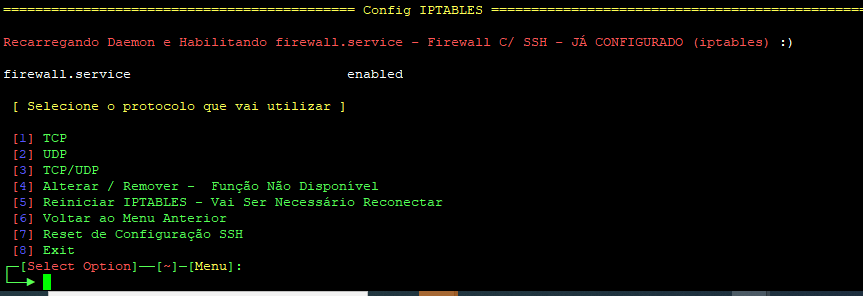 ============================================ Config IPTABLES ===============================================
Recarregando Daemon e Habilitando firewall.service - Firewall C/ SSH - JÁ CONFIGURADO (iptables) :)
firewall.service enabled
[ Selecione o protocolo que vai utilizar ]
[1] TCP
[2] UDP
[3] TCP/UDP
[4] Alterar / Remover -  Função Não Disponível
[5] Reiniciar IPTABLES - Vai Ser Necessário Reconectar
[6] Voltar ao Menu Anterior
[7] Reset de Configuração SSH
[8] Exit
┌─[Select Option]──[~]─[Menu]:
└──►